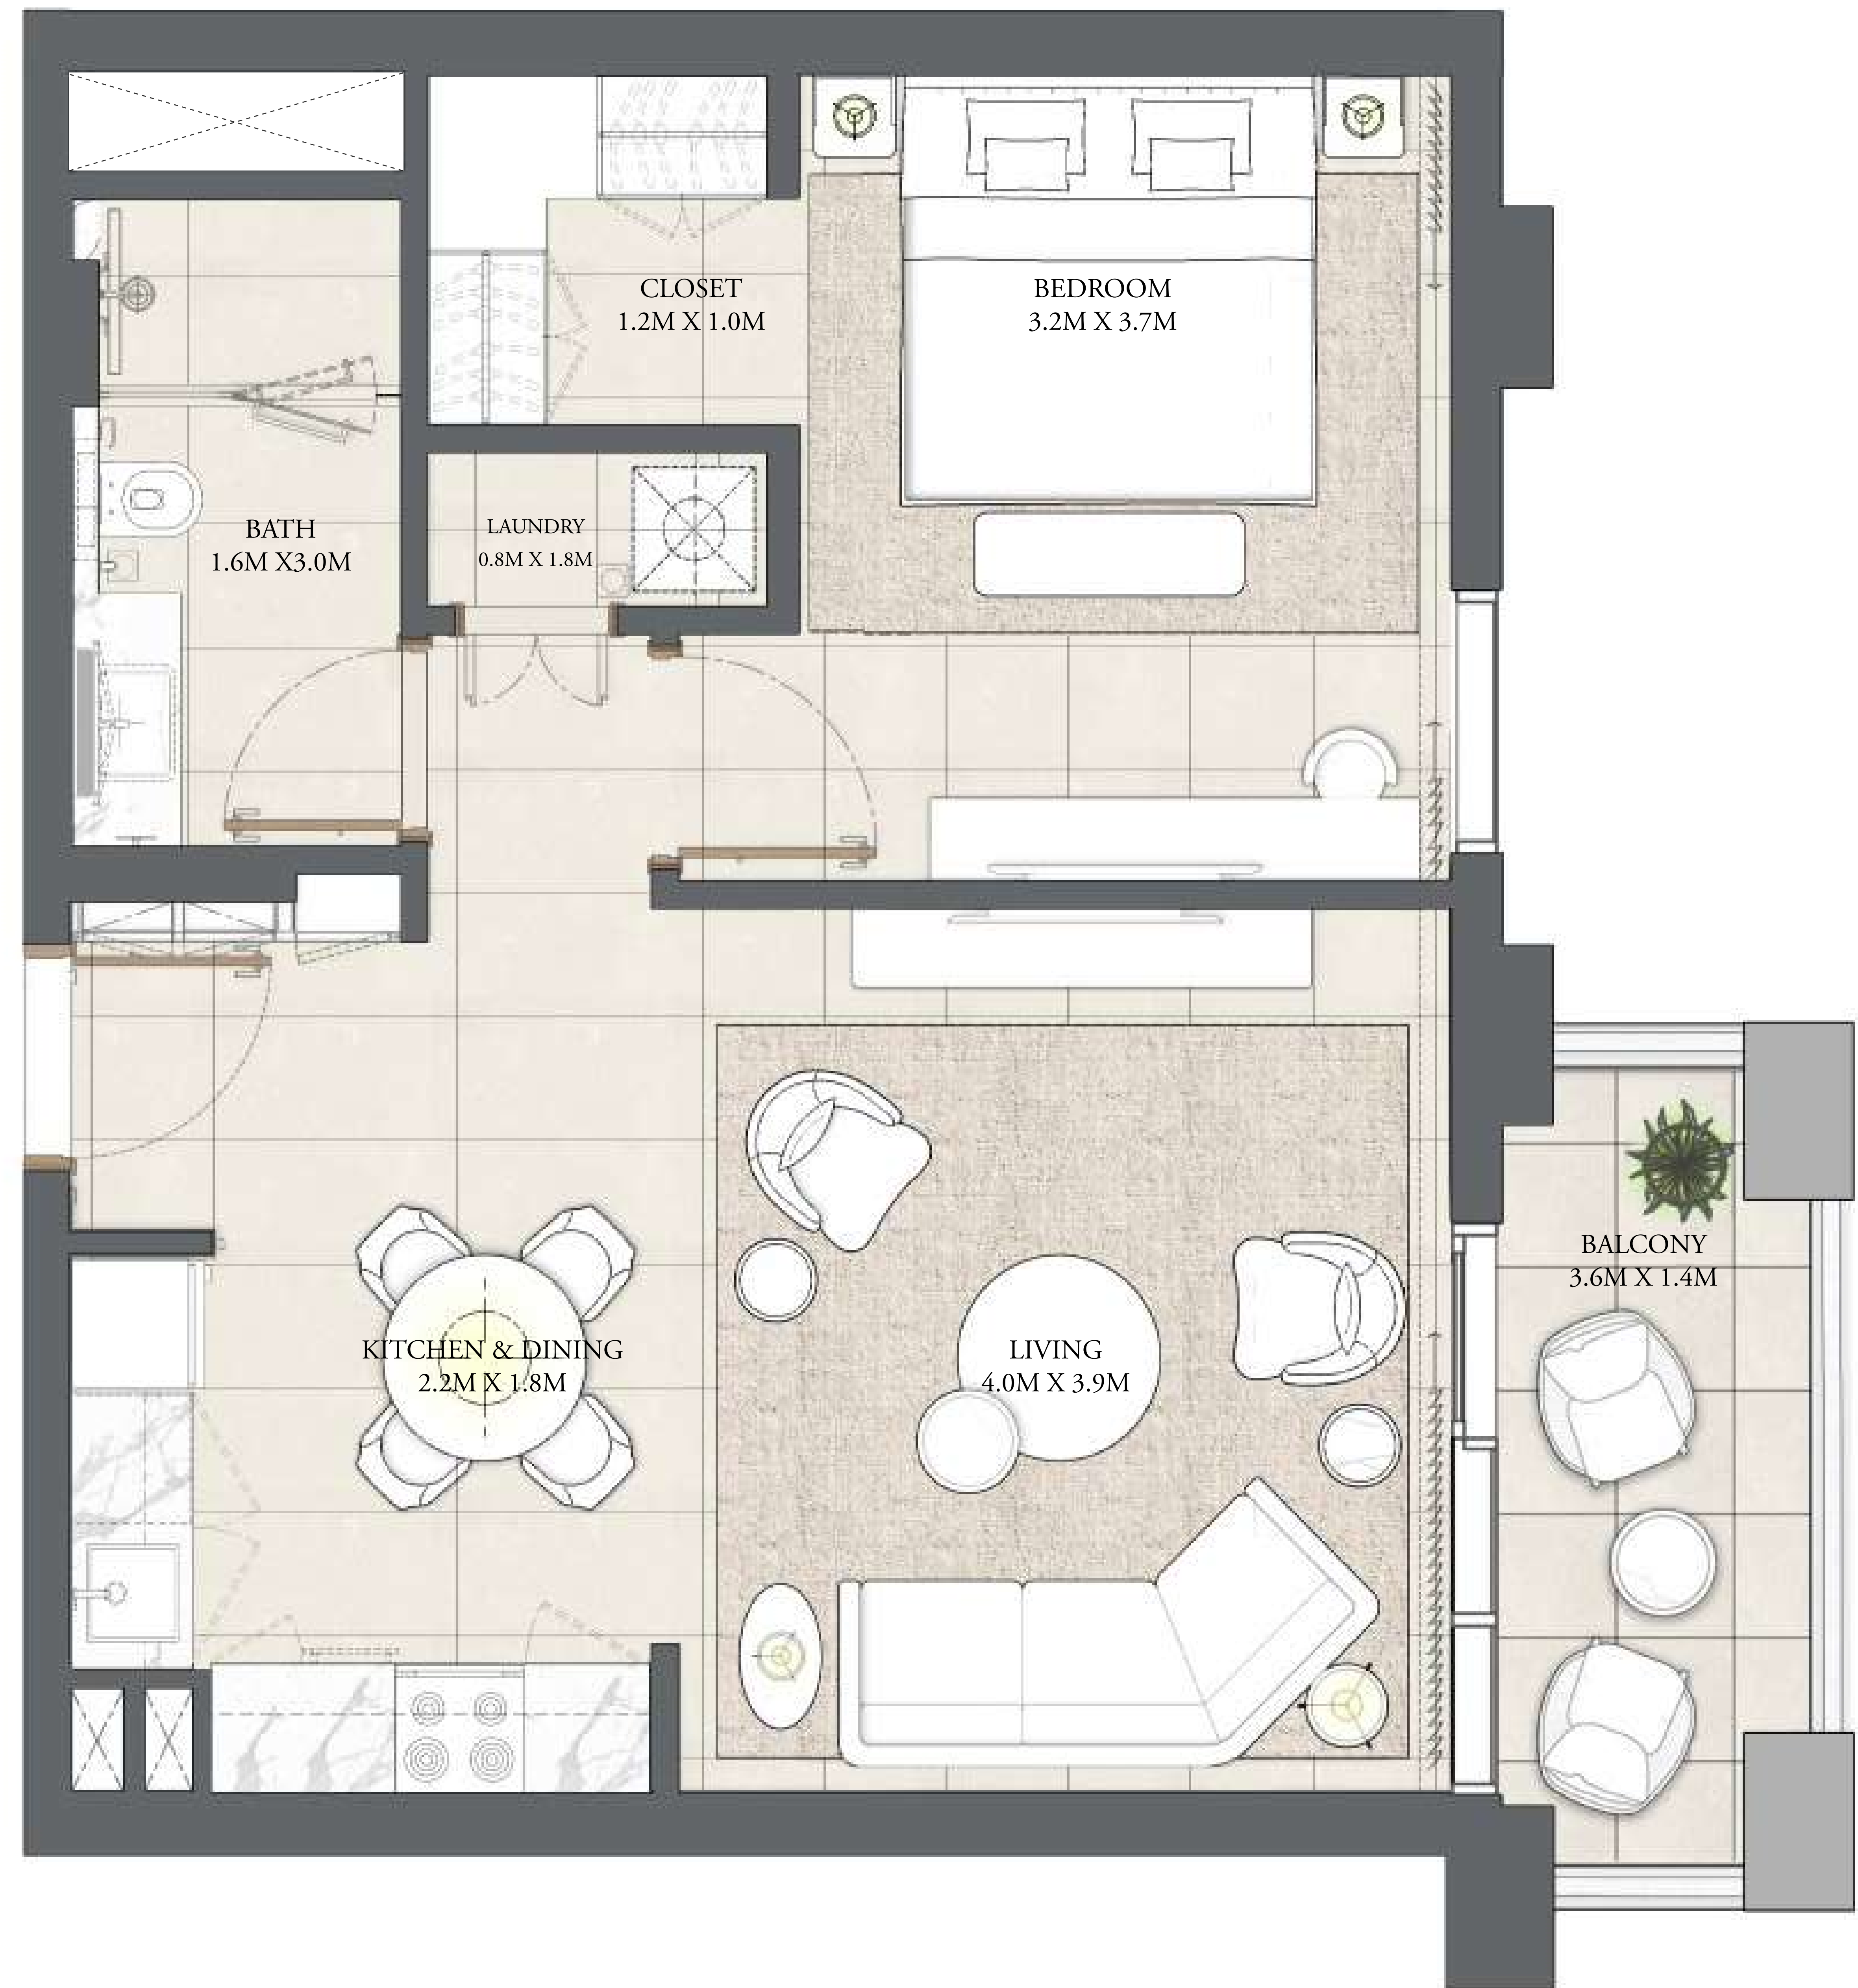 CLOSET
1.2M X 1.0M
BEDROOM
3.2M X 3.7M
BATH
1.6M X3.0M
LAUNDRY
0.8M X 1.8M
BALCONY
3.6M X 1.4M
KITCHEN & DINING
2.2M X 1.8M
LIVING
4.0M X 3.9M